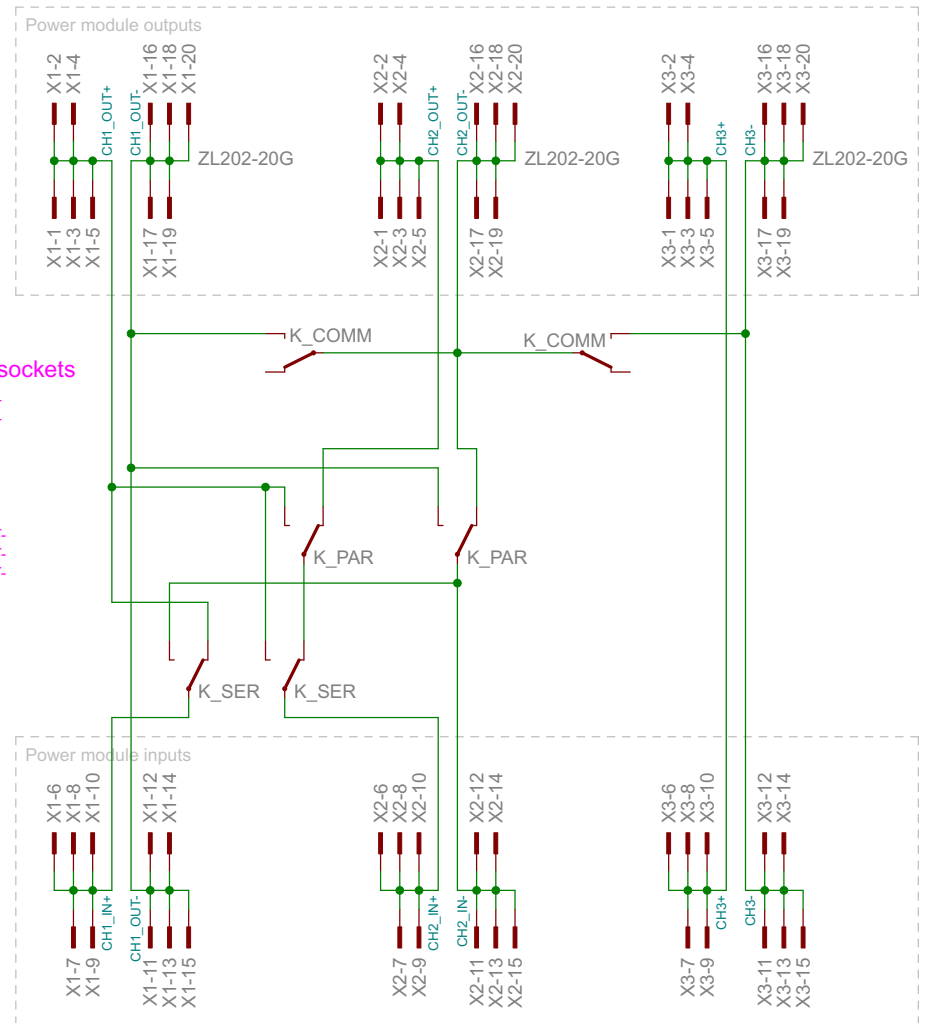 Power module outputs
X1-2
X1-4
CH1_OUT+
CH1_OUT-
X1-16
X1-18
X1-20
X2-2
X2-4
CH2_OUT+
CH2_OUT-
X2-16
X2-18
X2-20
X3-2
X3-4
CH3+
CH3-
X3-16
X3-18
X3-20
ZL202-20G
ZL202-20G
ZL202-20G
X1-1
X1-3
X1-5
X1-17
X1-19
X2-1
X2-3
X2-5
X2-17
X2-19
X3-1
X3-3
X3-5
X3-17
X3-19
K_COMM
K_COMM
sockets
K_PAR
K_PAR
K_SER
K_SER
Power module inputs
X1-6
X1-8
X1-10
X1-12
X1-14
X2-6
X2-8
X2-10
X2-12
X2-14
X3-6
X3-8
X3-10
X3-12
X3-14
CH1_IN+
CH1_OUT-
CH2_IN+
CH2_IN-
CH3+
CH3-
X1-7
X1-9
X1-11
X1-13
X1-15
X2-7
X2-9
X2-11
X2-13
X2-15
X3-7
X3-9
X3-11
X3-13
X3-15